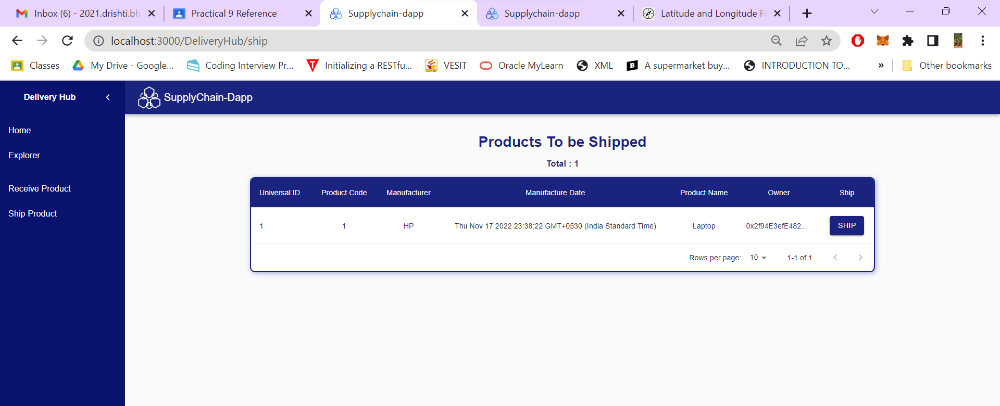 Inbox (6) - 2021.drishti.bh
Practical 9 Reference
Supplychain-dapp
Supplychain-dapp
Latitude and Longitude Fi
localhost:3000/DeliveryHub/ship
Classes
My Drive - Google...
Coding Interview Pr...
Initializing a RESTfu...
VESIT
Oracle MyLearn
XML
A supermarket buy...
INTRODUCTION TO...
»
Other bookmarks
Delivery Hub
SupplyChain-Dapp
Home
Explorer
Receive Product
Ship Product
Products To be Shipped
Total : 1
Universal ID Product Code Manufacturer Manufacture Date Product Name Owner Ship
1 1 HP Thu Nov 17 2022 23:38:22 GMT+0530 (India Standard Time) Laptop 0x2f94E3efE482... SHIP
Rows per page: 10 1-1 of 1